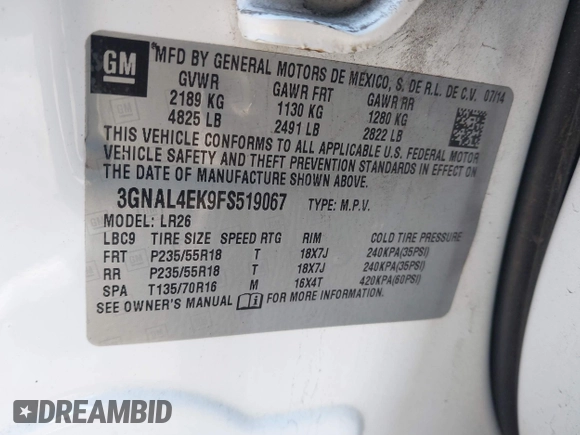 GM
MFD BY GENERAL MOTORS DE MEXICO, S. DE R.L. DE C.V. 07/14
GVWR GAWR FRT GAWR RR
2189 KG 1130 KG 1280 KG
4825 LB 2491 LB 2822 LB
THIS VEHICLE CONFORMS TO ALL APPLICABLE U.S. FEDERAL MOTOR
VEHICLE SAFETY AND THEFT PREVENTION STANDARDS IN EFFECT ON
THE DATE OF MANUFACTURE SHOWN ABOVE.
3GNAL4EK9FS519067 TYPE: M.P.V.
MODEL: LR26
LBC9 TIRE SIZE SPEED RTG RIM COLD TIRE PRESSURE
FRT P235/55R18 T 18X7J 240KPA(35PSI)
RR P235/55R18 T 18X7J 240KPA(35PSI)
SPA T135/70R16 M 16X4T 420KPA(60PSI)
SEE OWNER'S MANUAL FOR MORE INFORMATION.
DREAMBID